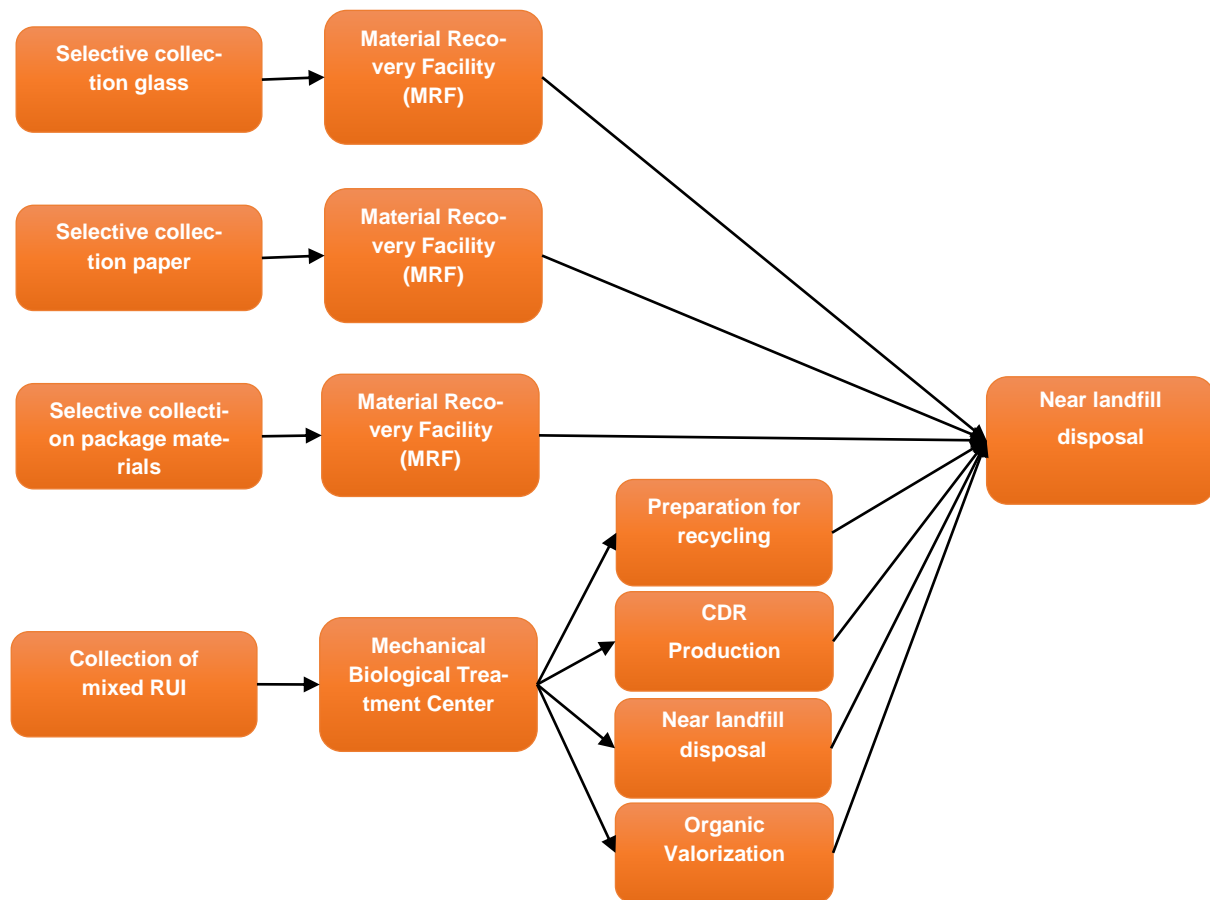 Selective collec-
tion glass
Material Reco-
very Facility
(MRF)
Selective collec-
tion paper
Material Reco-
very Facility
(MRF)
Selective collecti-
on package mate-
rials
Material Reco-
very Facility
(MRF)
Near landfill
disposal
Preparation for
recycling
CDR
Production
Collection of
mixed RUI
Mechanical
Biological Trea-
tment Center
Near landfill
disposal
Organic
Valorization